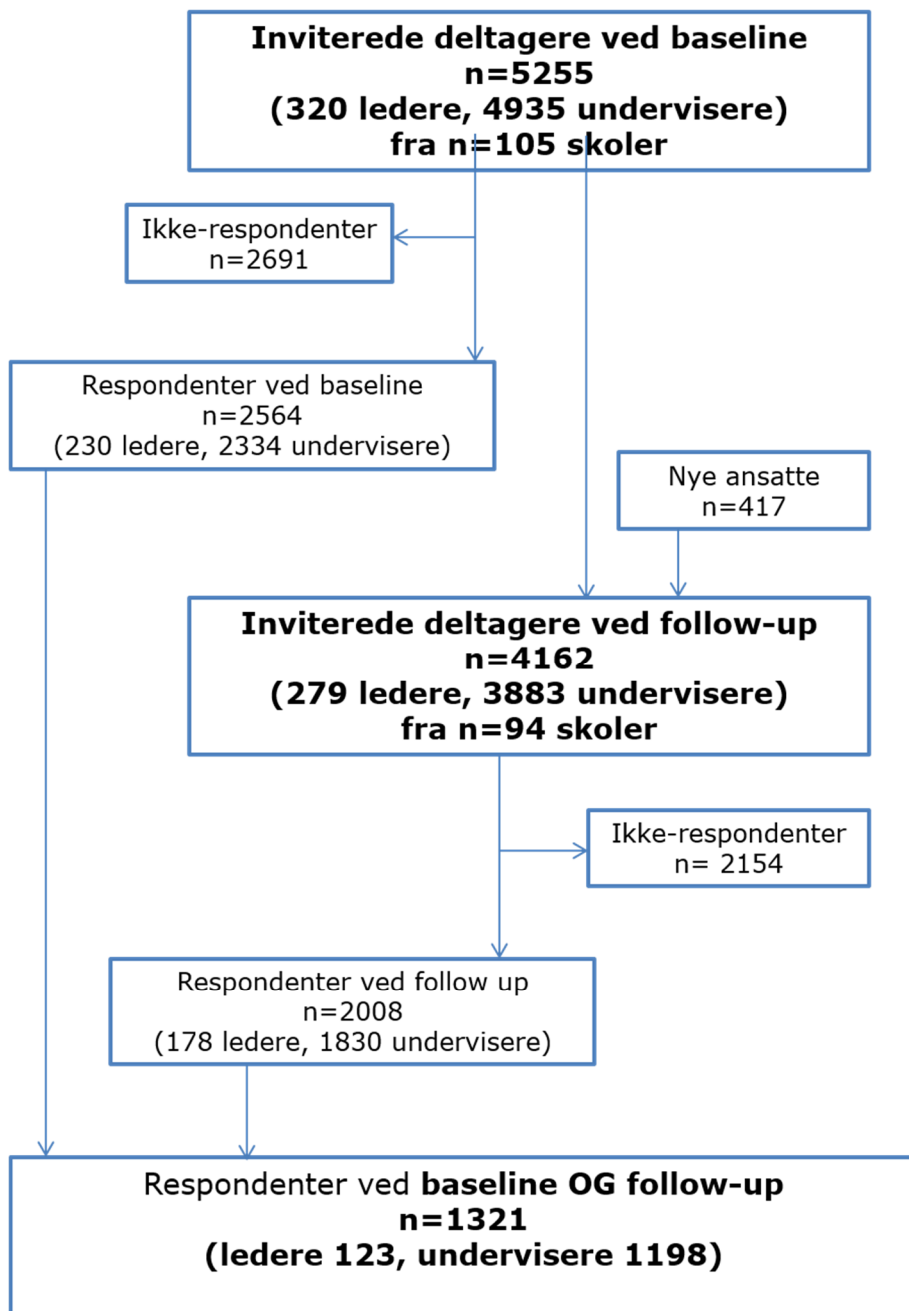 Inviterede deltagere ved baseline
n=5255
(320 ledere, 4935 undervisere)
fra n=105 skoler
Ikke-respondenter
n=2691
Respondenter ved baseline
n=2564
(230 ledere, 2334 undervisere)
Nye ansatte
n=417
Inviterede deltagere ved follow-up
n=4162
(279 ledere, 3883 undervisere)
fra n=94 skoler
Ikke-respondenter
n= 2154
Respondenter ved follow up
n=2008
(178 ledere, 1830 undervisere)
Respondenter ved baseline OG follow-up
n=1321
(ledere 123, undervisere 1198)